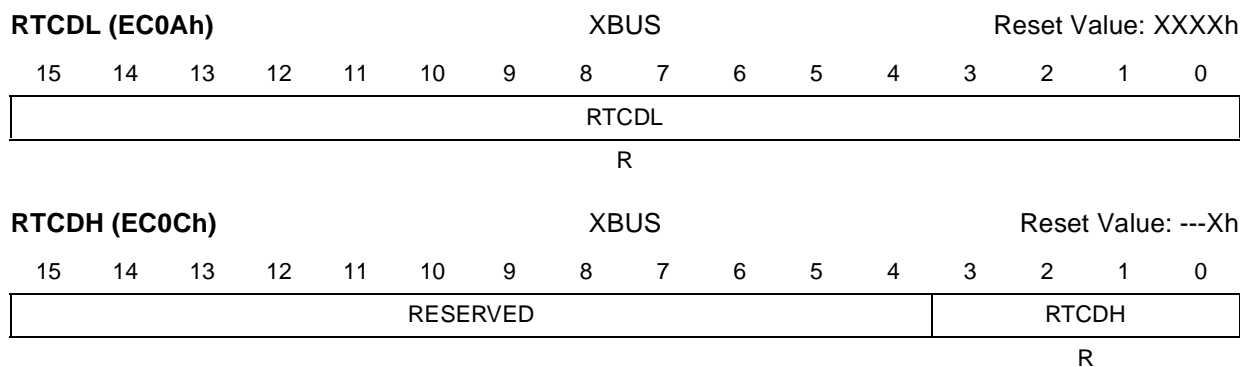 RTCDL (EC0Ah) XBUS Reset Value: XXXXh
15 14 13 12 11 10 9 8 7 6 5 4 3 2 1 0
RTCDL
R
RTCDH (EC0Ch) XBUS Reset Value: ---Xh
15 14 13 12 11 10 9 8 7 6 5 4 3 2 1 0
RESERVED RTCDH
R